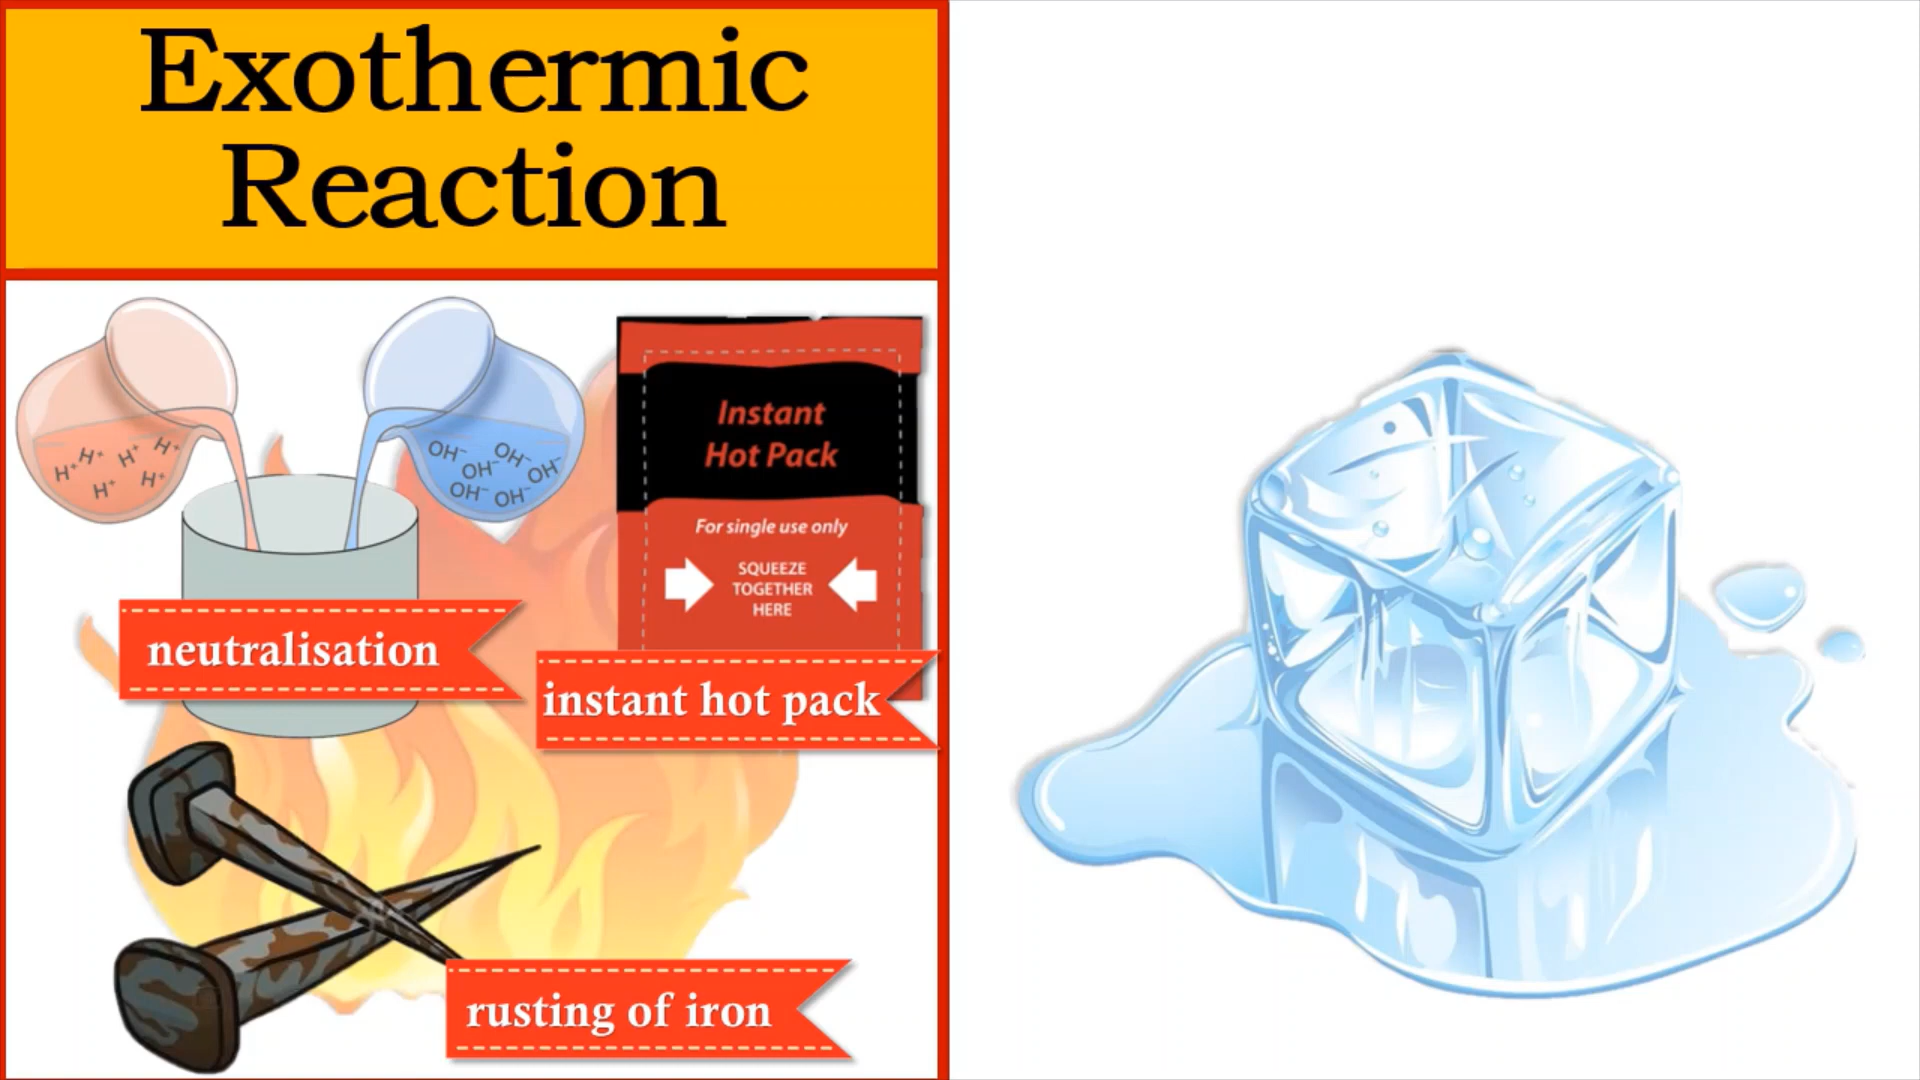 Exothermic
Reaction
H⁺ H⁺ H⁺ H⁺ H⁺ H⁺
OH⁻ OH⁻ OH⁻ OH⁻ OH⁻ OH⁻
Instant
Hot Pack
For single use only
SQUEEZE
TOGETHER
HERE
neutralisation
instant hot pack
rusting of iron